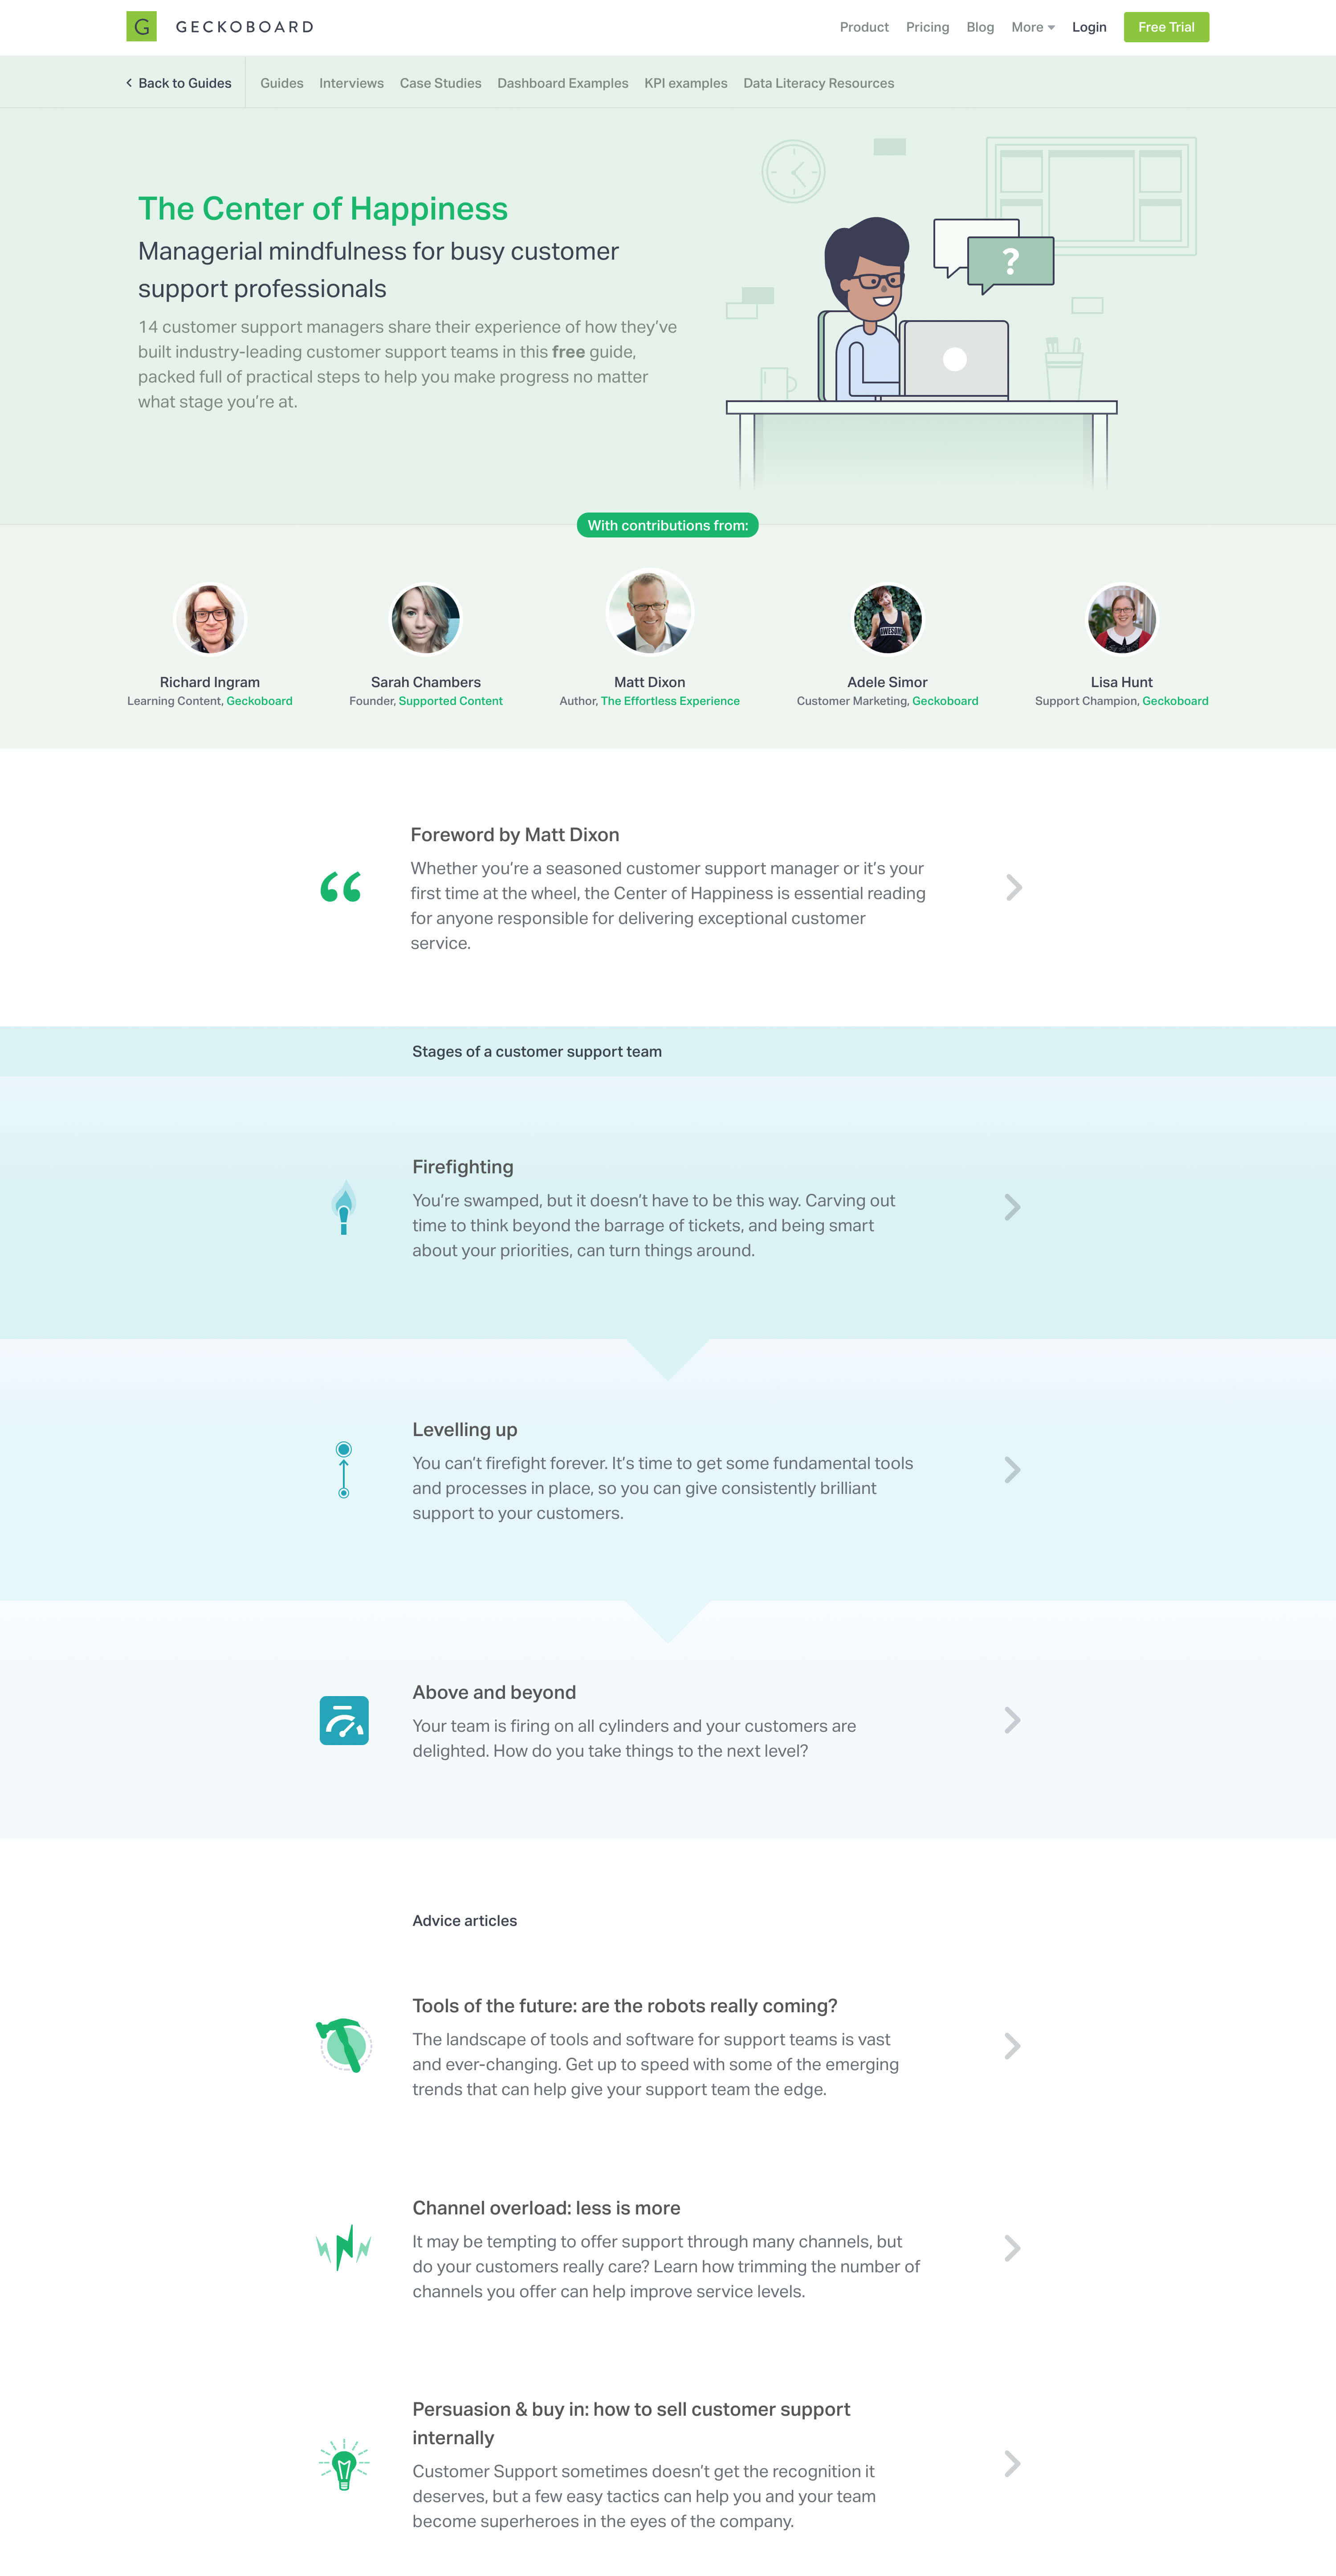 G GECKOBOARD
Product Pricing Blog More Login Free Trial
Back to Guides Guides Interviews Case Studies Dashboard Examples KPI examples Data Literacy Resources
The Center of Happiness
Managerial mindfulness for busy customer
support professionals
14 customer support managers share their experience of how they’ve
built industry-leading customer support teams in this free guide,
packed full of practical steps to help you make progress no matter
what stage you’re at.
?
With contributions from:
AWESOME
Richard Ingram
Learning Content, Geckoboard
Sarah Chambers
Founder, Supported Content
Matt Dixon
Author, The Effortless Experience
Adele Simor
Customer Marketing, Geckoboard
Lisa Hunt
Support Champion, Geckoboard
Foreword by Matt Dixon
Whether you’re a seasoned customer support manager or it’s your
first time at the wheel, the Center of Happiness is essential reading
for anyone responsible for delivering exceptional customer
service.
Stages of a customer support team
Firefighting
You’re swamped, but it doesn’t have to be this way. Carving out
time to think beyond the barrage of tickets, and being smart
about your priorities, can turn things around.
Levelling up
You can’t firefight forever. It’s time to get some fundamental tools
and processes in place, so you can give consistently brilliant
support to your customers.
Above and beyond
Your team is firing on all cylinders and your customers are
delighted. How do you take things to the next level?
Advice articles
Tools of the future: are the robots really coming?
The landscape of tools and software for support teams is vast
and ever-changing. Get up to speed with some of the emerging
trends that can help give your support team the edge.
Channel overload: less is more
It may be tempting to offer support through many channels, but
do your customers really care? Learn how trimming the number of
channels you offer can help improve service levels.
Persuasion & buy in: how to sell customer support
internally
Customer Support sometimes doesn’t get the recognition it
deserves, but a few easy tactics can help you and your team
become superheroes in the eyes of the company.